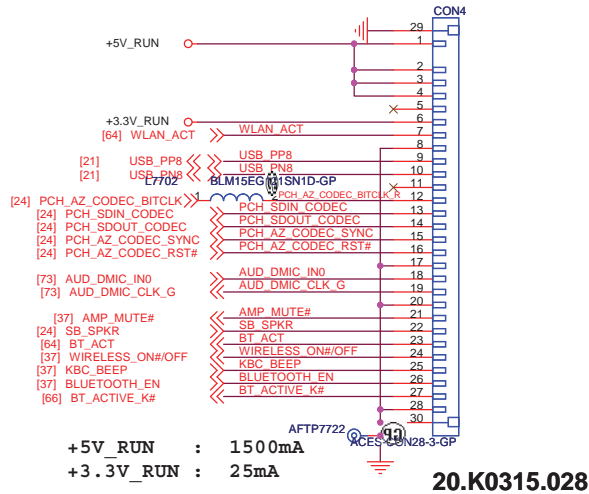 CON4
29
+5V_RUN 1
2
3
4
5
+3.3V_RUN 6
[64] WLAN_ACT WLAN_ACT 7
8
[21] USB_PP8 USB_PP8 9
[21] USB_PN8 USB_PN8 10
L7702 BLM15EG 1SN1D-GP 11
[24] PCH_AZ_CODEC_BITCLK 1 2 PCH_AZ_CODEC_BITCLK_R 12
[24] PCH_SDIN_CODEC PCH_SDIN_CODEC 13
[24] PCH_SDOUT_CODEC PCH_SDOUT_CODEC 14
[24] PCH_AZ_CODEC_SYNC PCH_AZ_CODEC_SYNC 15
[24] PCH_AZ_CODEC_RST# PCH_AZ_CODEC_RST# 16
17
[73] AUD_DMIC_IN0 AUD_DMIC_IN0 18
[73] AUD_DMIC_CLK_G AUD_DMIC_CLK_G 19
20
[37] AMP_MUTE# AMP_MUTE# 21
[24] SB_SPKR SB_SPKR 22
[64] BT_ACT BT_ACT 23
[37] WIRELESS_ON#/OFF WIRELESS_ON#/OFF 24
[37] KBC_BEEP KBC_BEEP 25
[37] BLUETOOTH_EN BLUETOOTH_EN 26
[66] BT_ACTIVE_K# BT_ACTIVE_K# 27
28
30
AFTP7722
ACES-CON28-3-GP
+5V_RUN : 1500mA
+3.3V_RUN : 25mA
20.K0315.028